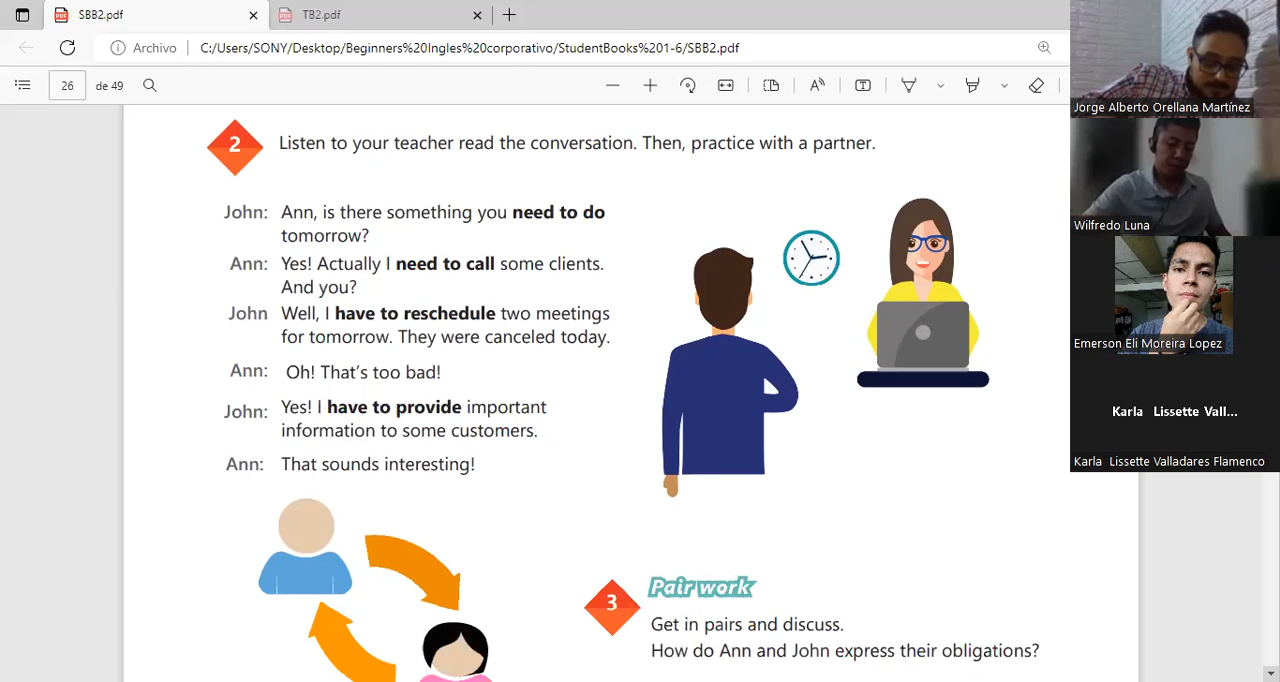 SBB2.pdf
TB2.pdf
Archivo
C:/Users/SONY/Desktop/Beginners%20Ingles%20corporativo/StudentBooks%201-6/SBB2.pdf
26 de 49
2 Listen to your teacher read the conversation. Then, practice with a partner.
John: Ann, is there something you need to do
tomorrow?
Ann: Yes! Actually I need to call some clients.
And you?
John Well, I have to reschedule two meetings
for tomorrow. They were canceled today.
Ann: Oh! That's too bad!
John: Yes! I have to provide important
information to some customers.
Ann: That sounds interesting!
3 Pair work
Get in pairs and discuss.
How do Ann and John express their obligations?
Jorge Alberto Orellana Martínez
Wilfredo Luna
Emerson Eli Moreira Lopez
Karla Lissette Vall...
Karla Lissette Valladares Flamenco